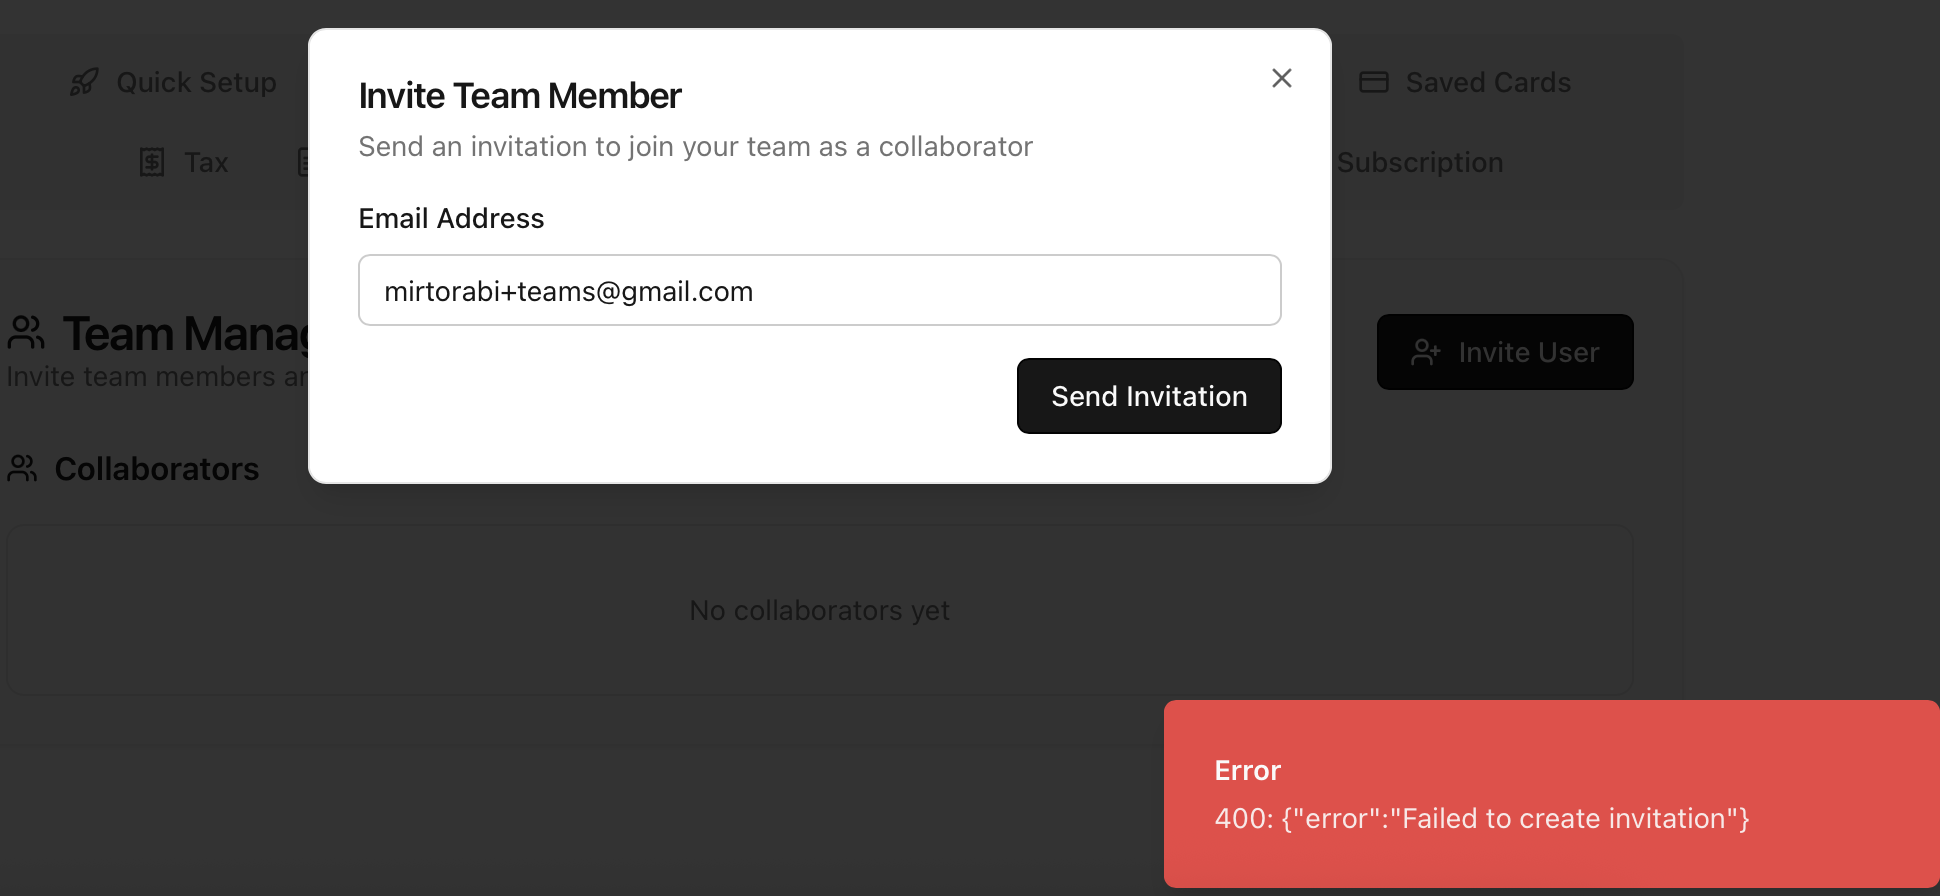 Quick Setup
Saved Cards
Tax
Subscription
Invite Team Member
Send an invitation to join your team as a collaborator
Email Address
mirtorabi+teams@gmail.com
Send Invitation
Team Manag
Invite team members ar
Invite User
Collaborators
No collaborators yet
Error
400: {"error":"Failed to create invitation"}